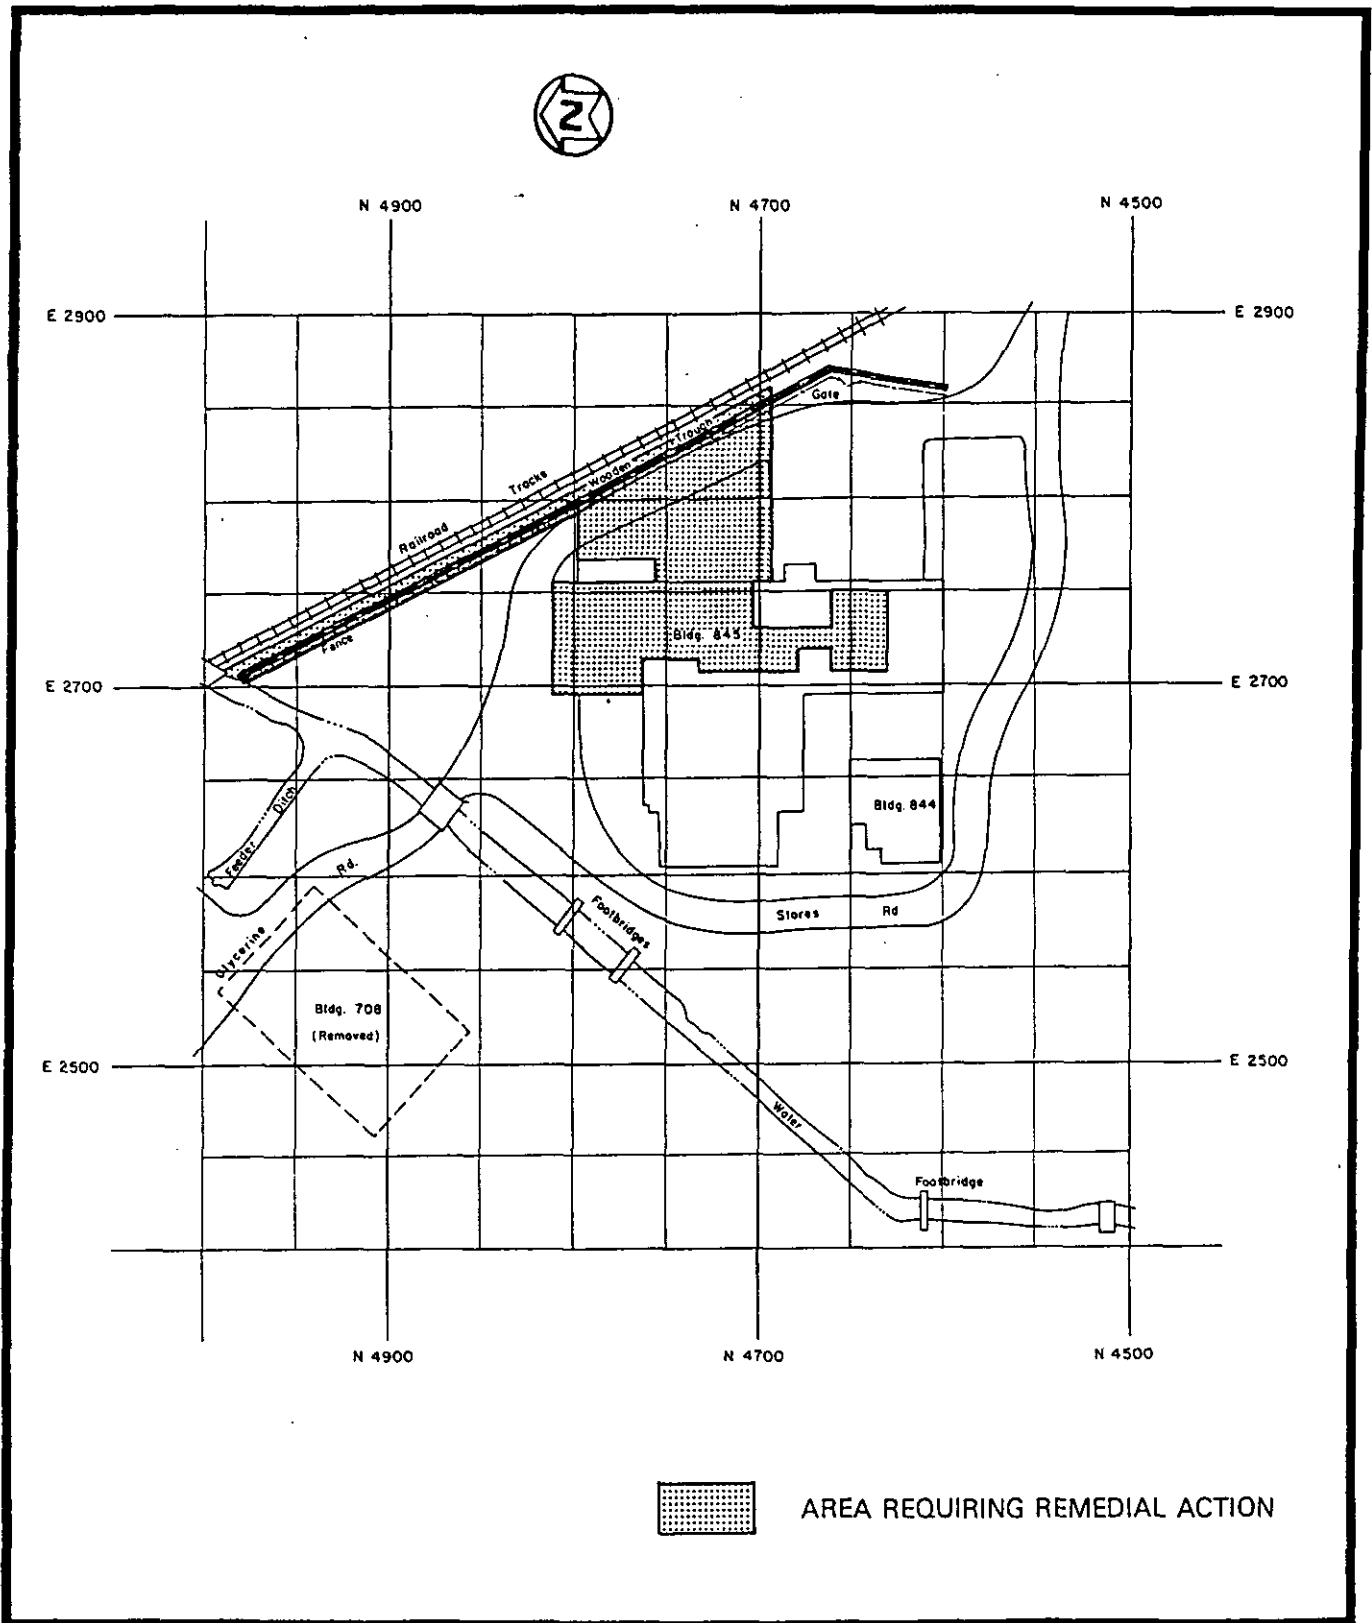 N
N 4900
N 4700
N 4500
E 2900
E 2900
Gate
Wooden Trough
Railroad Tracks
Fence
Bldg. 845
E 2700
E 2700
Feeder Ditch
Bldg. 844
Glycerine Rd.
Footbridges
Stores Rd
Bldg. 708
(Removed)
E 2500
E 2500
Water
Footbridge
N 4900
N 4700
N 4500
AREA REQUIRING REMEDIAL ACTION